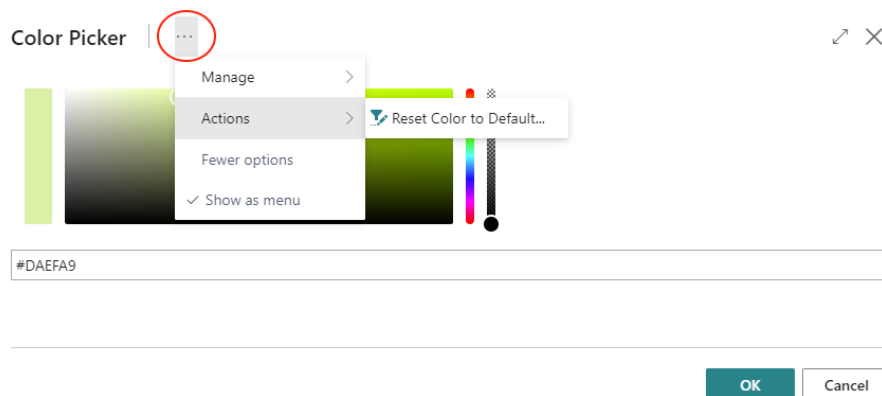 Color Picker
...
Manage
Actions
Reset Color to Default...
Fewer options
Show as menu
#DAEFA9
OK
Cancel